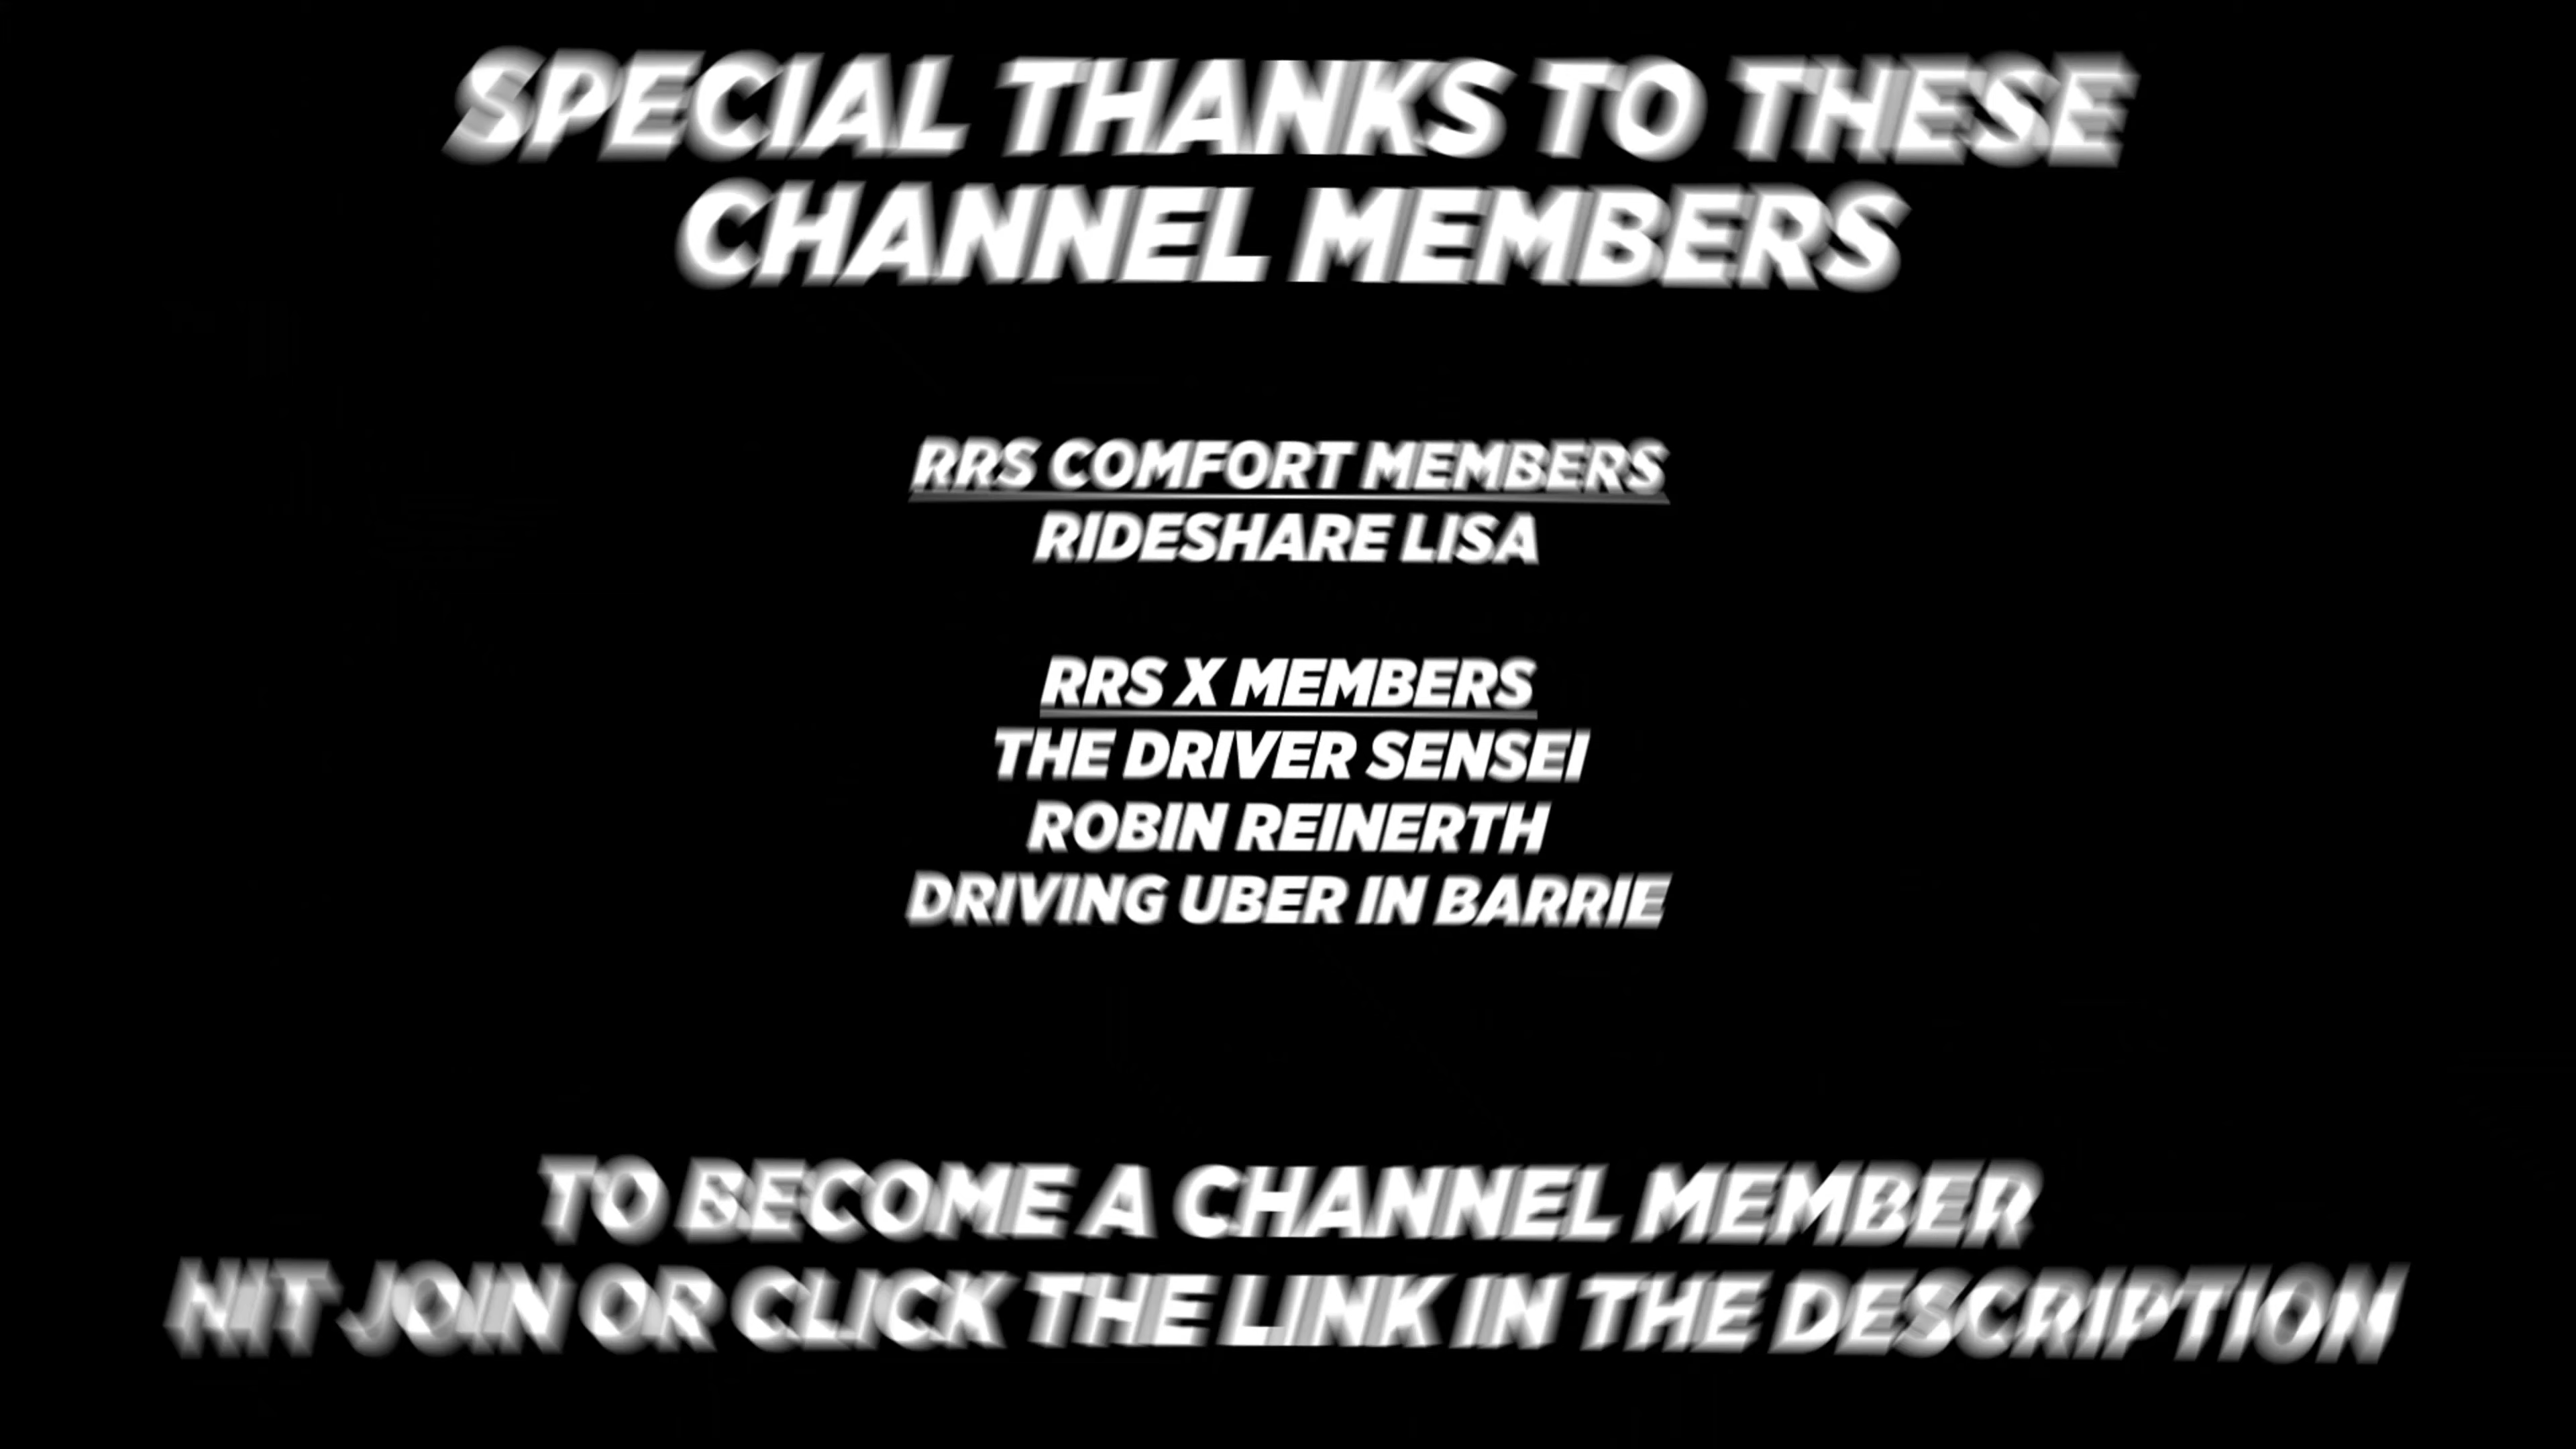 SPECIAL THANKS TO THESE
CHANNEL MEMBERS
RRS COMFORT MEMBERS
RIDESHARE LISA
RRS X MEMBERS
THE DRIVER SENSEI
ROBIN REINERTH
DRIVING UBER IN BARRIE
TO BECOME A CHANNEL MEMBER
HIT JOIN OR CLICK THE LINK IN THE DESCRIPTION